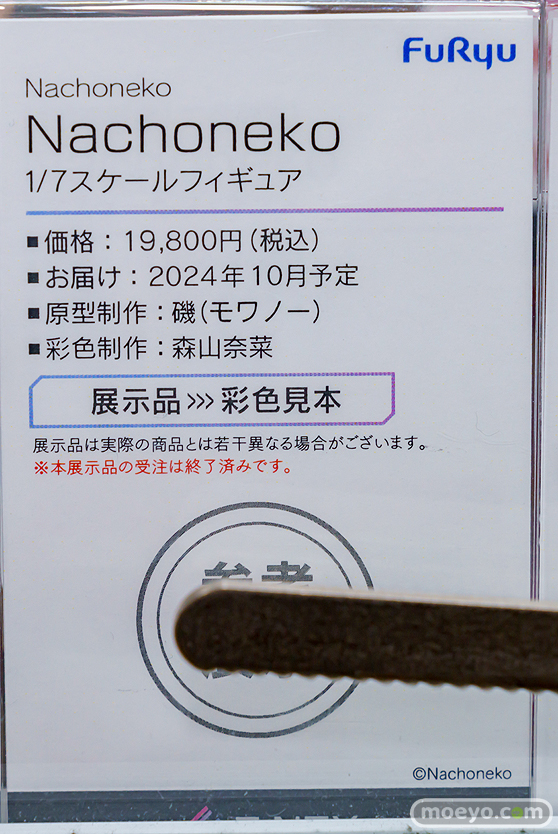 FuRyu
Nachoneko
Nachoneko
1/7スケールフィギュア
■価格：19,800円（税込）
■お届け：2024年10月予定
■原型制作：磯（モワノー）
■彩色制作：森山奈菜
展示品>>>彩色見本
展示品は実際の商品とは若干異なる場合がございます。
※本展示品の受注は終了済みです。
参考
©Nachoneko
moeyo.com